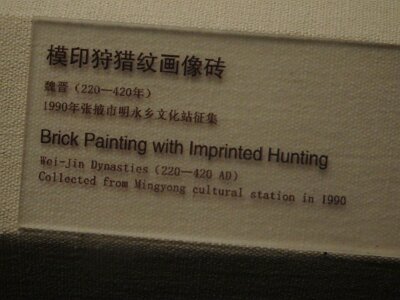 模印狩猎纹画像砖
魏晋（220—420年）
1990年张掖市明永乡文化站征集
Brick Painting with Imprinted Hunting
Wei-Jin Dynastics (220—420 AD)
Collected from Mingyong cultural station in 1990